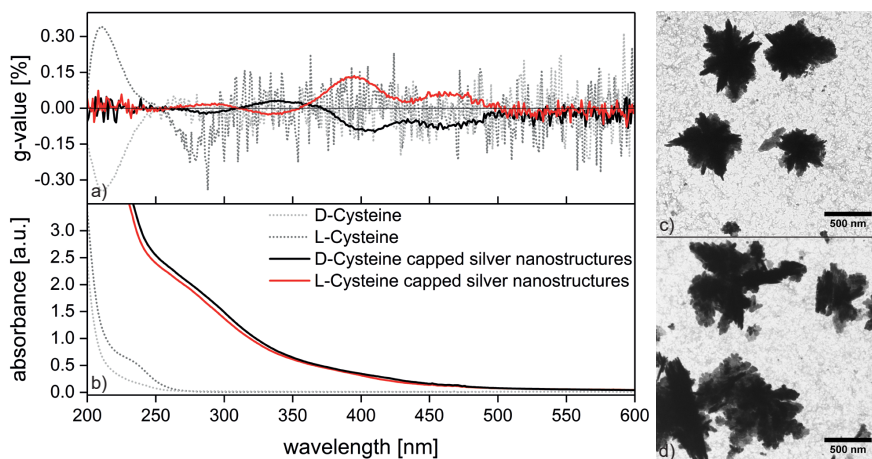 g-value [%]
0.30
0.15
0.00
-0.15
-0.30
a)
absorbance [a.u.]
3.0
2.5
2.0
1.5
1.0
0.5
0.0
b)
D-Cysteine
L-Cysteine
D-Cysteine capped silver nanostructures
L-Cysteine capped silver nanostructures
200 250 300 350 400 450 500 550 600
wavelength [nm]
c)
500 nm
d)
500 nm